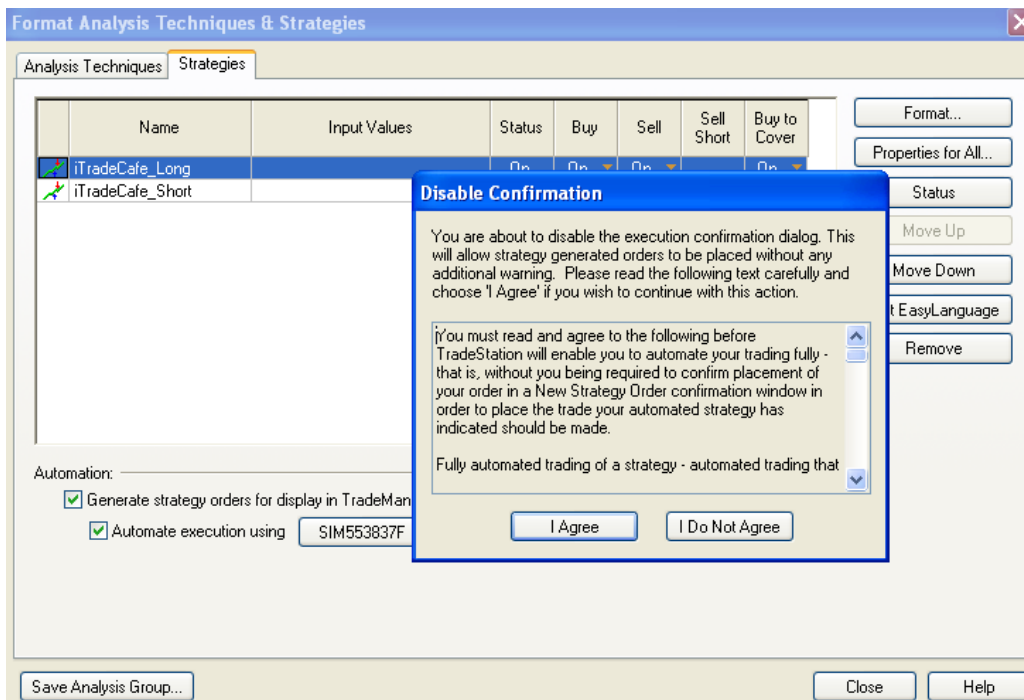 Format Analysis Techniques & Strategies
Analysis Techniques
Strategies
Name
Input Values
Status
Buy
Sell
Sell
Short
Buy to
Cover
iTradeCafe_Long
On
On
On
On
iTradeCafe_Short
Format...
Properties for All...
Status
Move Up
Move Down
EasyLanguage
Remove
Disable Confirmation
You are about to disable the execution confirmation dialog. This
will allow strategy generated orders to be placed without any
additional warning. Please read the following text carefully and
choose 'I Agree' if you wish to continue with this action.
You must read and agree to the following before
TradeStation will enable you to automate your trading fully -
that is, without you being required to confirm placement of
your order in a New Strategy Order confirmation window in
order to place the trade your automated strategy has
indicated should be made.
Fully automated trading of a strategy - automated trading that
I Agree
I Do Not Agree
Automation:
Generate strategy orders for display in TradeMan
Automate execution using
SIM553837F
Save Analysis Group...
Close
Help